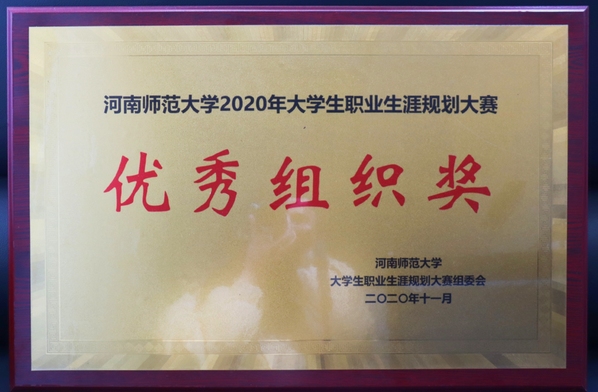 河南师范大学2020年大学生职业生涯规划大赛
优秀组织奖
河南师范大学
大学生职业生涯规划大赛组委会
二〇二〇年十一月